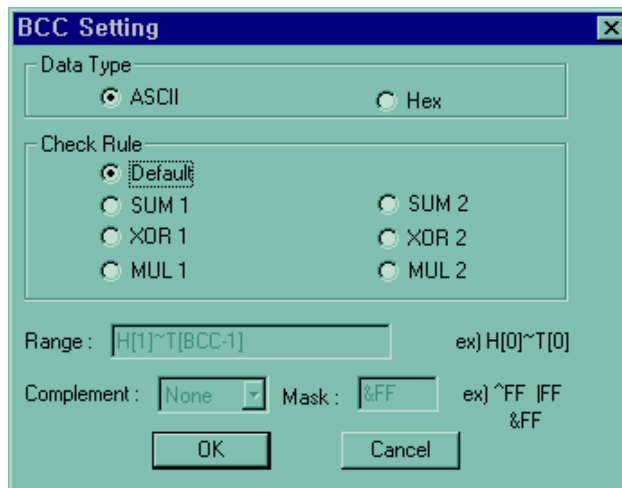 BCC Setting
Data Type
ASCII Hex
Check Rule
Default
SUM 1 SUM 2
XOR 1 XOR 2
MUL 1 MUL 2
Range : H[1]~T[BCC-1] ex) H[0]~T[0]
Complement : None Mask : &FF ex) ^FF |FF
&FF
OK Cancel